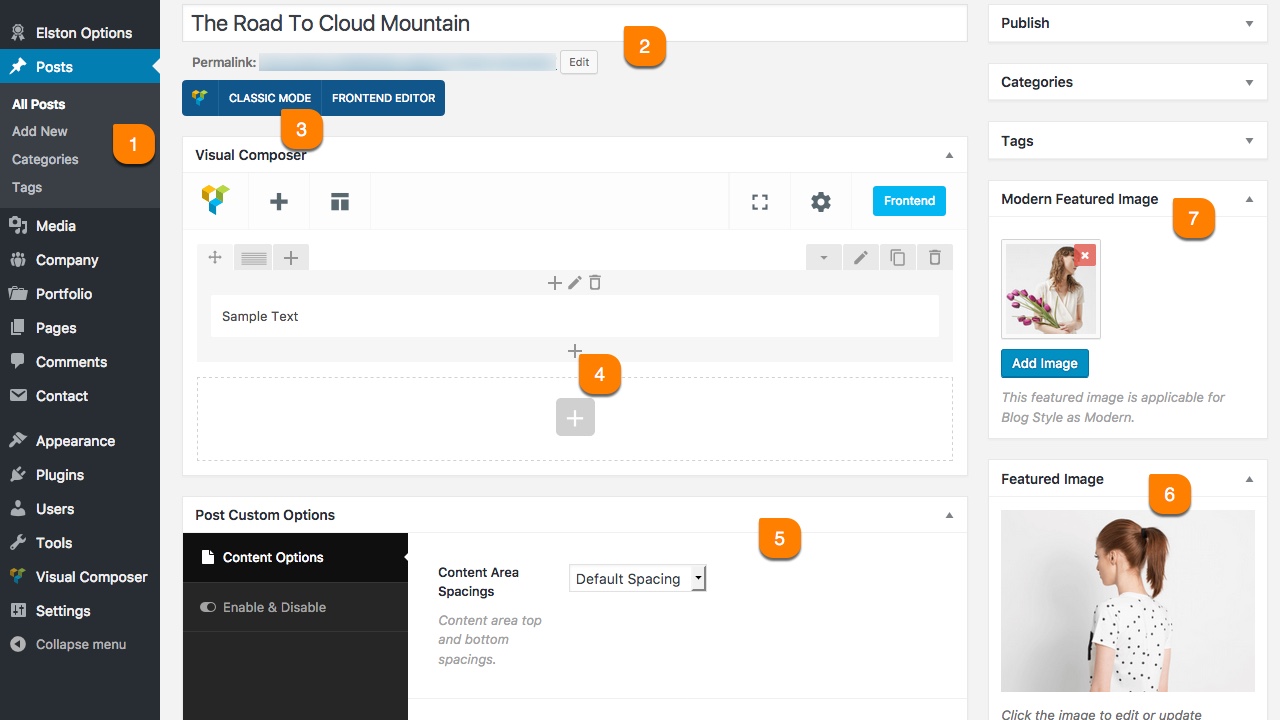 Elston Options
Posts
All Posts
Add New
1
Categories
Tags
Media
Company
Portfolio
Pages
Comments
Contact
Appearance
Plugins
Users
Tools
Visual Composer
Settings
Collapse menu
The Road To Cloud Mountain
2
Permalink:
Edit
CLASSIC MODE
FRONTEND EDITOR
3
Visual Composer
Frontend
Sample Text
4
Post Custom Options
5
Content Options
Enable & Disable
Content Area
Spacings
Default Spacing
Content area top
and bottom
spacings.
Publish
Categories
Tags
Modern Featured Image
7
Add Image
This featured image is applicable for
Blog Style as Modern.
Featured Image
6
Click the image to edit or update